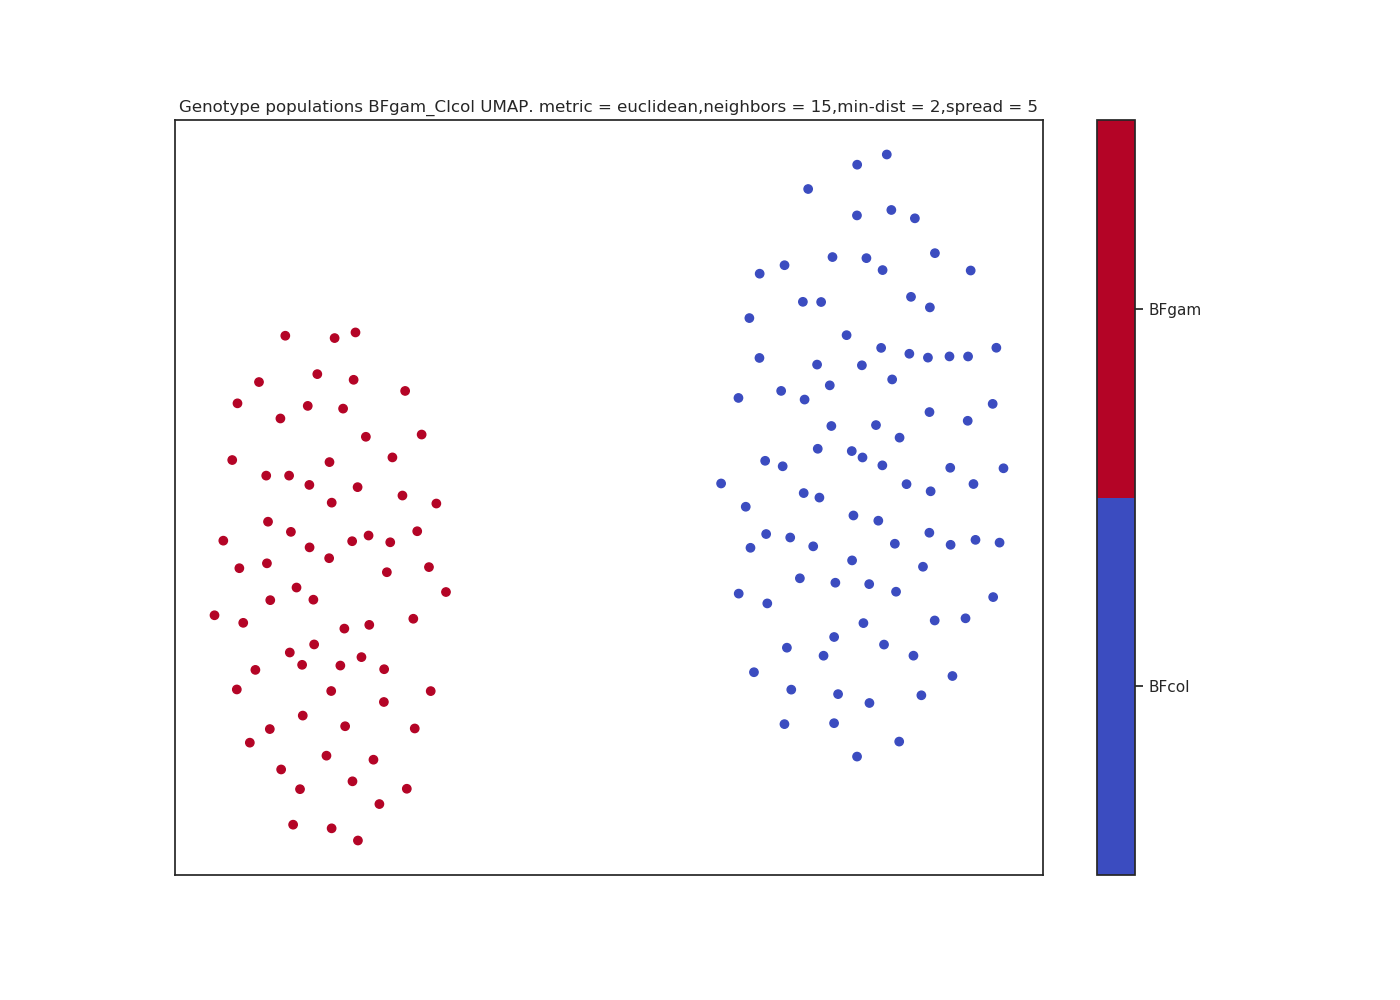 Genotype populations BFgam_CIcol UMAP. metric = euclidean,neighbors = 15,min-dist = 2,spread = 5
BFgam
BFcol